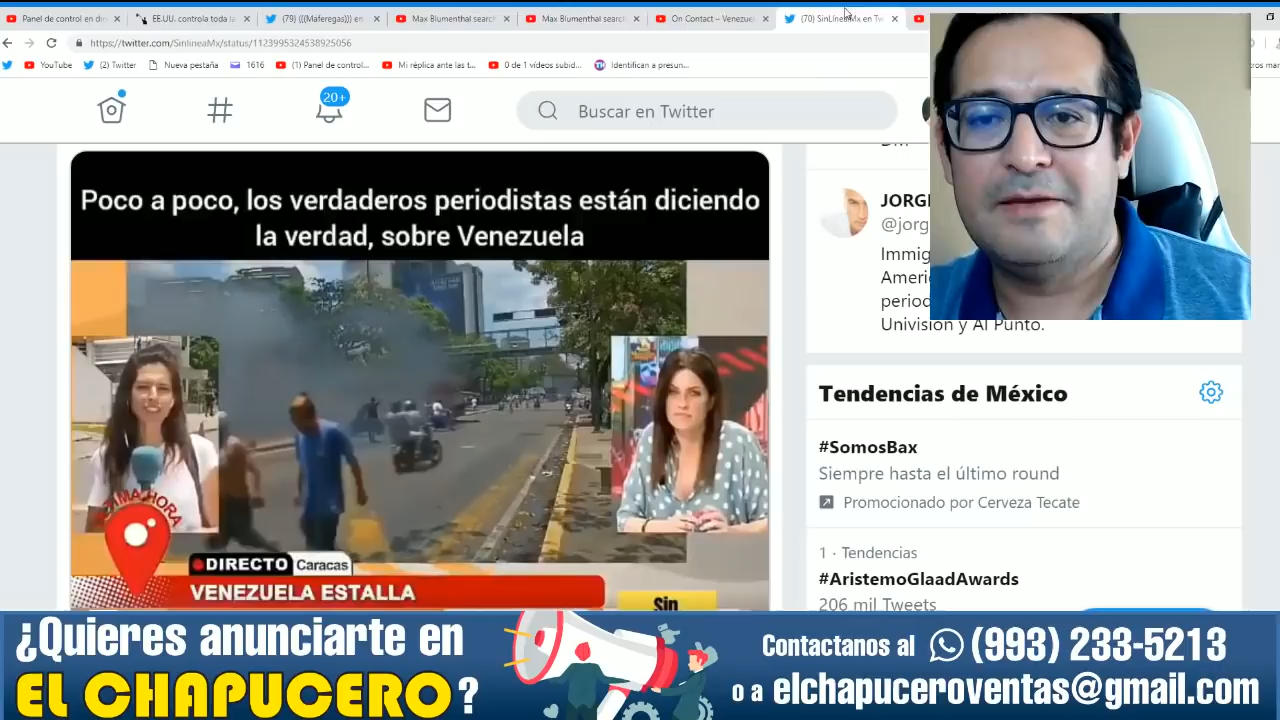 Panel de control en di
EE.UU. controla toda l
(79) (((Maferegas))) en
Max Blumenthal search
Max Blumenthal search
On Contact – Venezue
(70) SinLíneaMx en Tw
https://twitter.com/SinlineaMx/status/1123995324538925056
YouTube
(2) Twitter
Nueva pestaña
1616
(1) Panel de control...
Mi réplica ante las t...
0 de 1 vídeos subid...
Identifican a presun...
20+
Buscar en Twitter
Poco a poco, los verdaderos periodistas están diciendo
la verdad, sobre Venezuela
JORGE
@jorg
Immig
Ameri
period
Univision y Al Punto.
Tendencias de México
#SomosBax
Siempre hasta el último round
Promocionado por Cerveza Tecate
1 · Tendencias
#AristemoGlaadAwards
206 mil Tweets
DIRECTO Caracas
VENEZUELA ESTALLA
Sin
¿Quieres anunciarte en
EL CHAPUCERO?
Contactanos al (993) 233-5213
o a elchapuceroventas@gmail.com